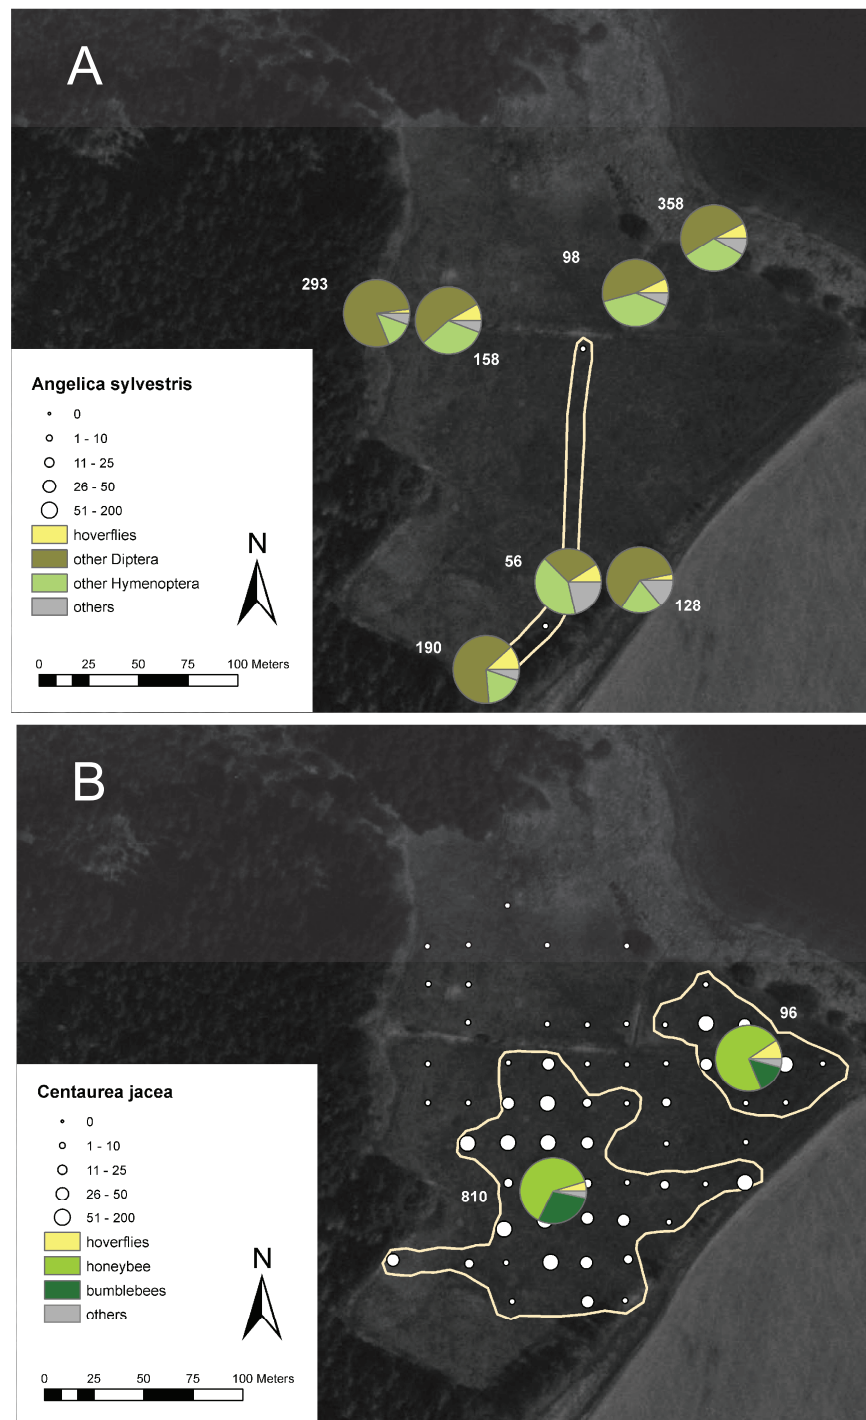 A
358
98
293
158
Angelica sylvestris
0
1 - 10
11 - 25
26 - 50
51 - 200
hoverflies
other Diptera
other Hymenoptera
others
N
0 25 50 75 100 Meters
56
128
190
B
96
Centaurea jacea
0
1 - 10
11 - 25
26 - 50
51 - 200
hoverflies
honeybee
bumblebees
others
N
0 25 50 75 100 Meters
810